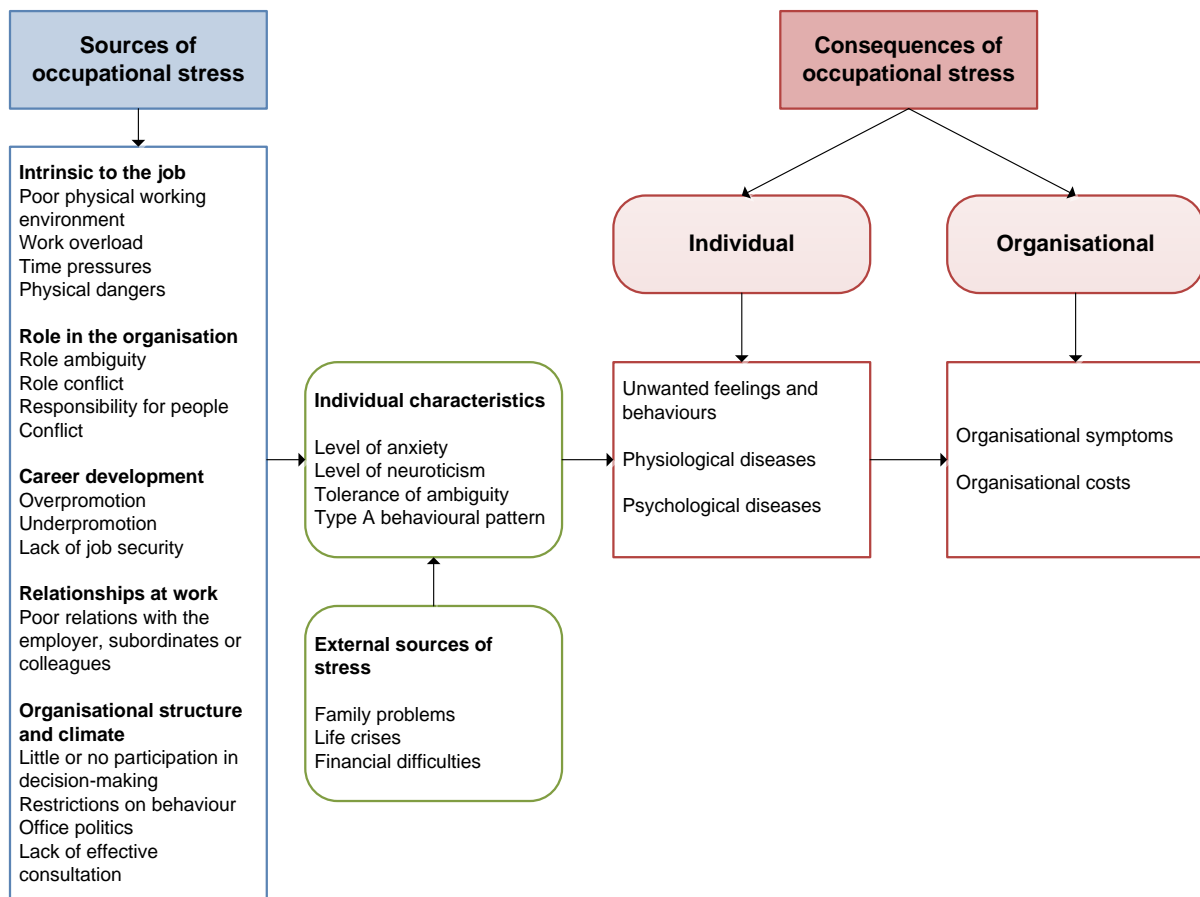 Sources of
occupational stress
Intrinsic to the job
Poor physical working
environment
Work overload
Time pressures
Physical dangers
Role in the organisation
Role ambiguity
Role conflict
Responsibility for people
Conflict
Career development
Overpromotion
Underpromotion
Lack of job security
Relationships at work
Poor relations with the
employer, subordinates or
colleagues
Organisational structure
and climate
Little or no participation in
decision-making
Restrictions on behaviour
Office politics
Lack of effective
consultation
Individual characteristics
Level of anxiety
Level of neuroticism
Tolerance of ambiguity
Type A behavioural pattern
External sources of
stress
Family problems
Life crises
Financial difficulties
Consequences of
occupational stress
Individual
Unwanted feelings and
behaviours
Physiological diseases
Psychological diseases
Organisational
Organisational symptoms
Organisational costs